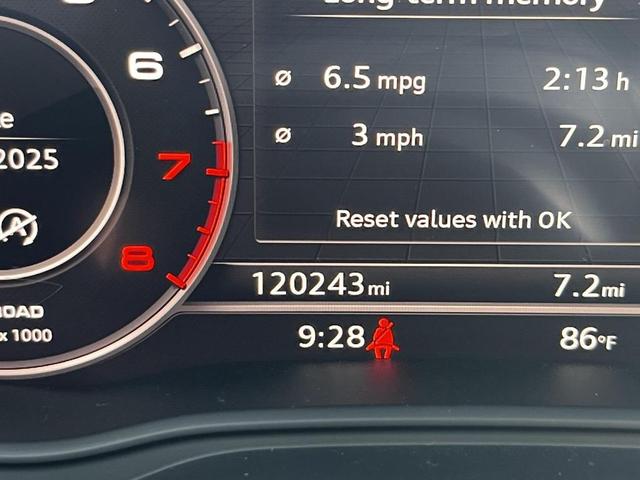 Long-term memory
6
ø 6.5 mpg 2:13 h
2025
ø 3 mph 7.2 mi
7
A
Reset values with OK
8
120243 mi 7.2 mi
ROAD
x 1000
9:28 86°F